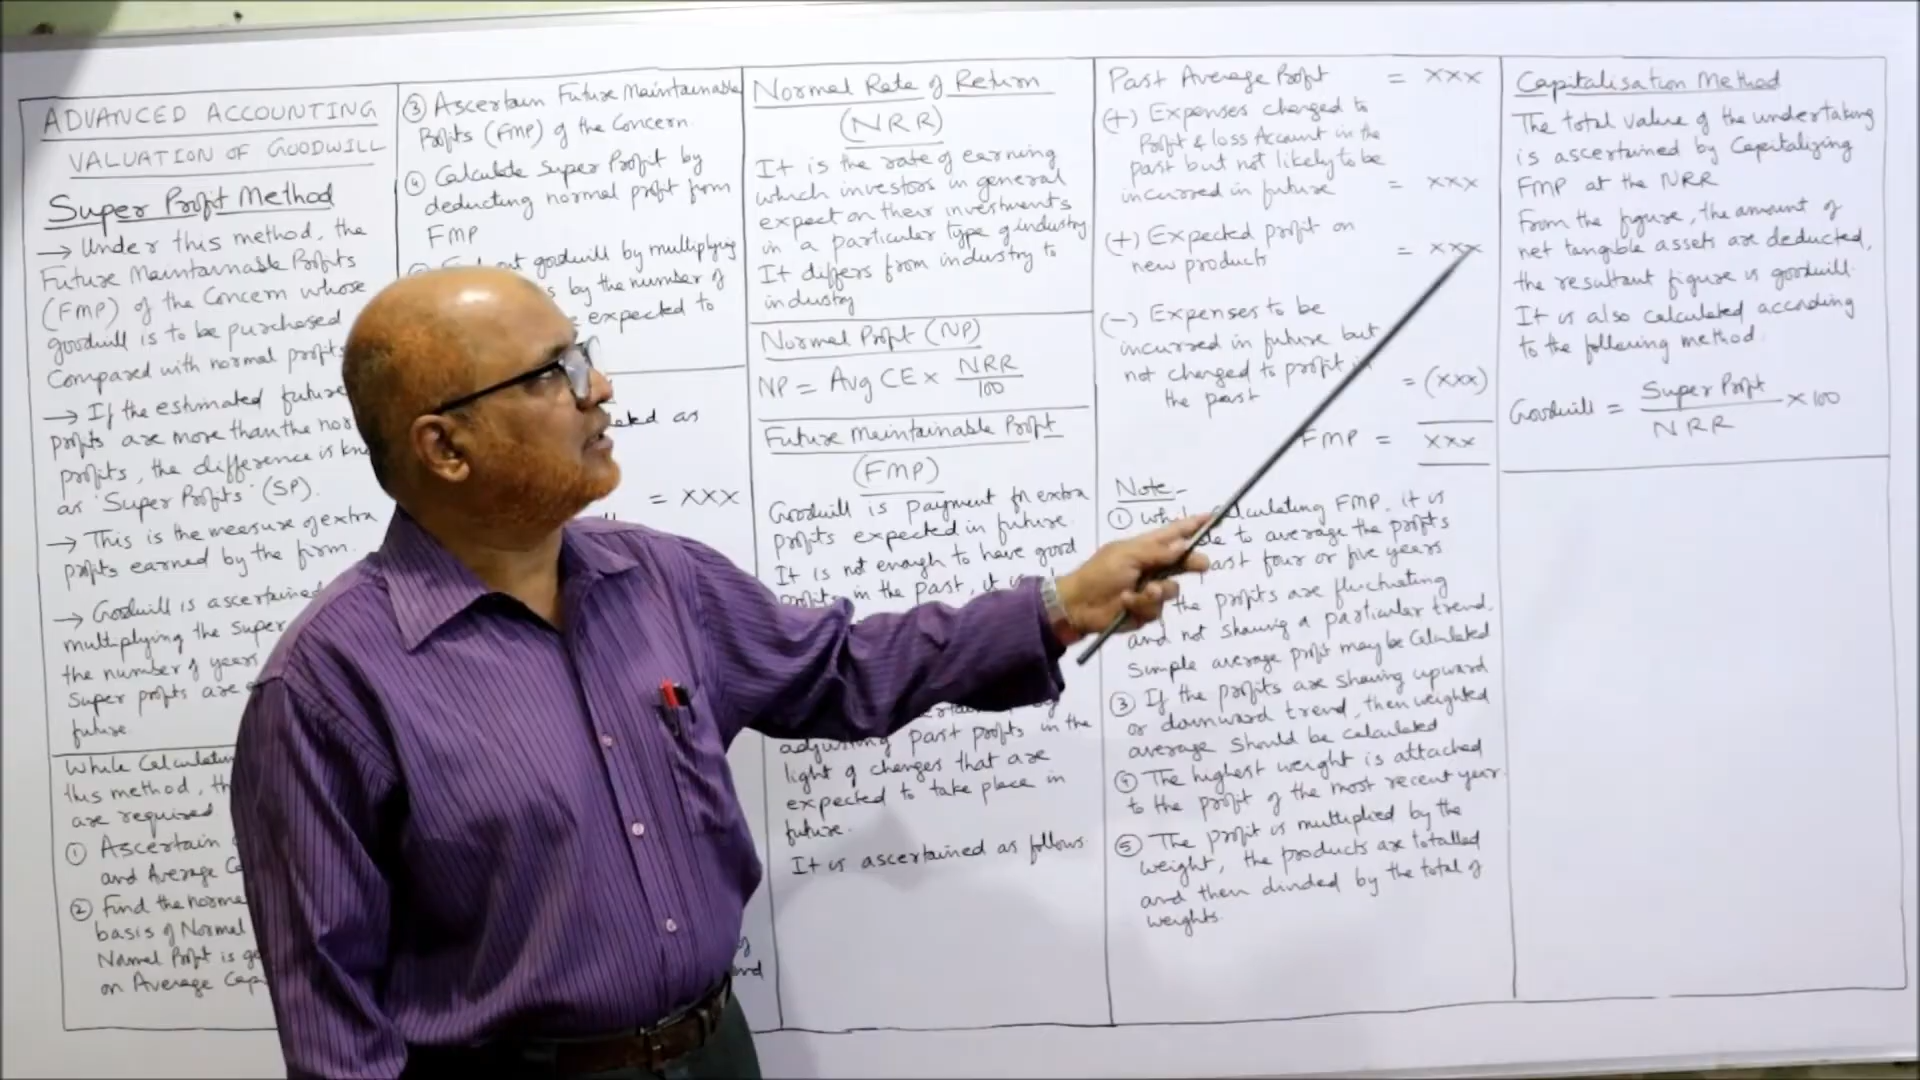 ADVANCED ACCOUNTING
VALUATION OF GOODWILL
Super Profit Method
→ Under this method, the
Future Maintainable Profits
(FMP) of the Concern whose
goodwill is to be purchased
Compared with normal profits
→ If the estimated future
profits are more than the
profits, the difference is
as 'Super Profits' (SP).
→ This is the measure of extra
profits earned by the firm.
→ Goodwill is ascertained
multiplying the Super
the number of years
Super profits are
future.
While Calculating
this method,
are required.
① Ascertain
and Average
② Find the
basis of Normal
Normal Profit is
on Average
③ Ascertain Future Maintainable
Profits (FMP) of the Concern.
④ Calculate Super Profit by
deducting normal profit from
FMP
out goodwill by multiplying
by the number of
expected to
as
= XXX
Normal Rate of Return
(NRR)
It is the rate of earning
which investors in general
expect on their investments
in a particular type of industry
It differs from industry to
industry
Normal Profit (NP)
NP = Avg CE × NRR/100
Future Maintainable Profit
(FMP)
Goodwill is payment for extra
profits expected in future.
It is not enough to have good
profits in the past, it is
adjusting past profits in the
light of changes that are
expected to take place in
future.
It is ascertained as follows.
Past Average Profit = XXX
(+) Expenses charged to
Profit & loss Account in the
past but not likely to be
incurred in future = XXX
(+) Expected profit on
new products = XXX
(-) Expenses to be
incurred in future but
not charged to profit in
the past = (XXX)
FMP = XXX
Note-
① While calculating FMP, it is
to average the profits
past four or five years
the profits are fluctuating
and not showing a particular trend,
Simple average profit may be Calculated
③ If the profits are showing upward
or downward trend, then weighted
average should be calculated
④ The highest weight is attached
to the profit of the most recent year.
⑤ The profit is multiplied by the
weight, the products are totalled
and then divided by the total of
weights.
Capitalisation Method
The total value of the undertaking
is ascertained by Capitalizing
FMP at the NRR
From the figure, the amount of
net tangible assets are deducted,
the resultant figure is goodwill.
It is also calculated according
to the following method.
Goodwill = Super Profit/NRR × 100